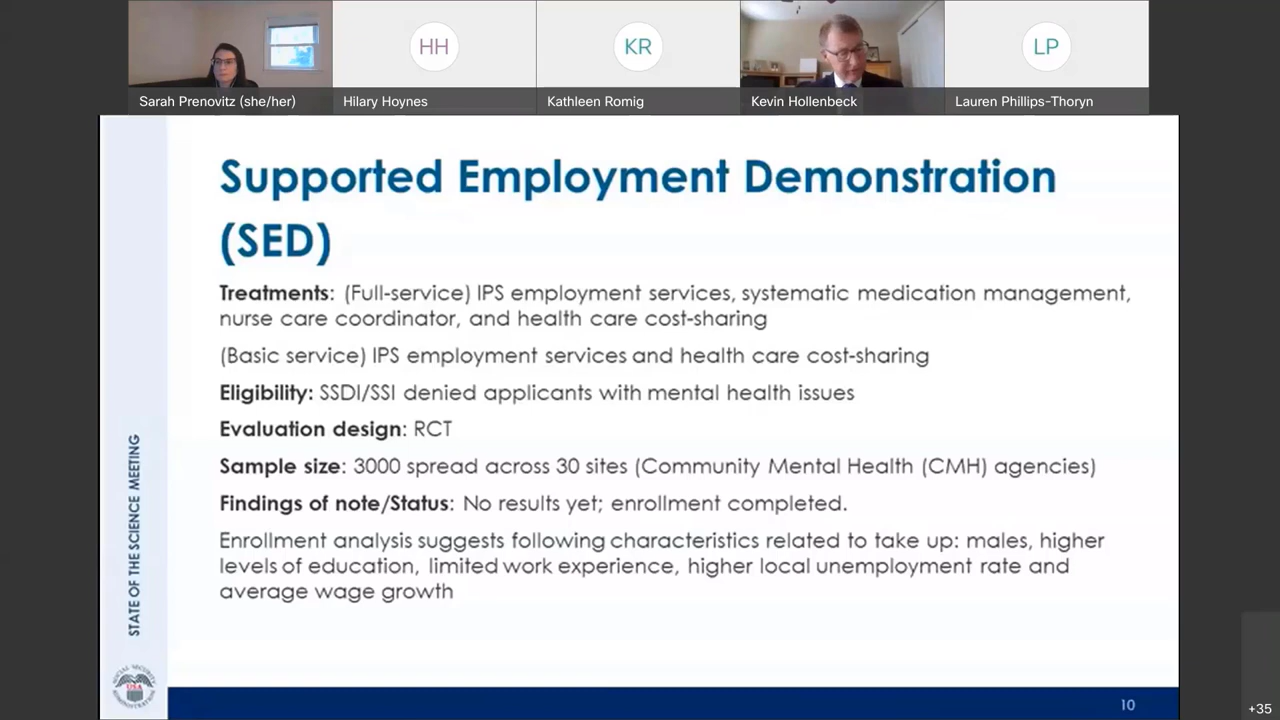 HH
KR
LP
Sarah Prenovitz (she/her)
Hilary Hoynes
Kathleen Romig
Kevin Hollenbeck
Lauren Phillips-Thoryn
Supported Employment Demonstration
(SED)
Treatments: (Full-service) IPS employment services, systematic medication management,
nurse care coordinator, and health care cost-sharing
(Basic service) IPS employment services and health care cost-sharing
Eligibility: SSDI/SSI denied applicants with mental health issues
Evaluation design: RCT
Sample size: 3000 spread across 30 sites (Community Mental Health (CMH) agencies)
Findings of note/Status: No results yet; enrollment completed.
Enrollment analysis suggests following characteristics related to take up: males, higher
levels of education, limited work experience, higher local unemployment rate and
average wage growth
STATE OF THE SCIENCE MEETING
SOCIAL SECURITY
USA
ADMINISTRATION
10
+35